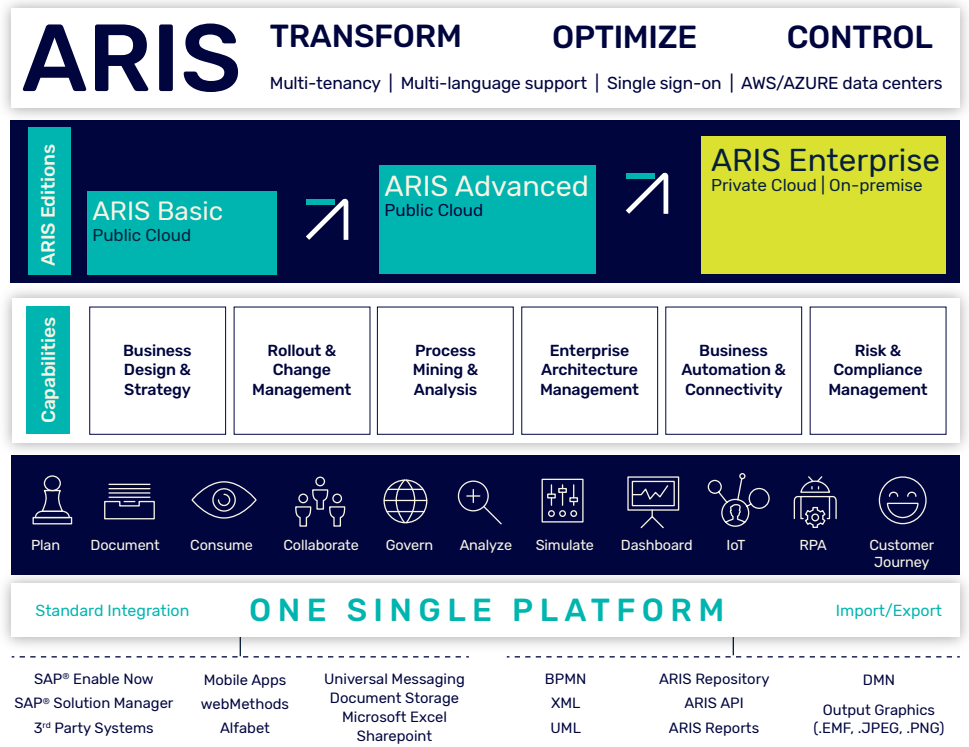 ARIS
TRANSFORM OPTIMIZE CONTROL
Multi-tenancy | Multi-language support | Single sign-on | AWS/AZURE data centers
ARIS Editions
ARIS Basic
Public Cloud
ARIS Advanced
Public Cloud
ARIS Enterprise
Private Cloud | On-premise
Capabilities
Business
Design &
Strategy
Rollout &
Change
Management
Process
Mining &
Analysis
Enterprise
Architecture
Management
Business
Automation &
Connectivity
Risk &
Compliance
Management
Plan
Document
Consume
Collaborate
Govern
Analyze
Simulate
Dashboard
IoT
RPA
Customer
Journey
Standard Integration
ONE SINGLE PLATFORM
Import/Export
SAP® Enable Now
SAP® Solution Manager
3rd Party Systems
Mobile Apps
webMethods
Alfabet
Universal Messaging
Document Storage
Microsoft Excel
Sharepoint
BPMN
XML
UML
ARIS Repository
ARIS API
ARIS Reports
DMN
Output Graphics
(.EMF, .JPEG, .PNG)